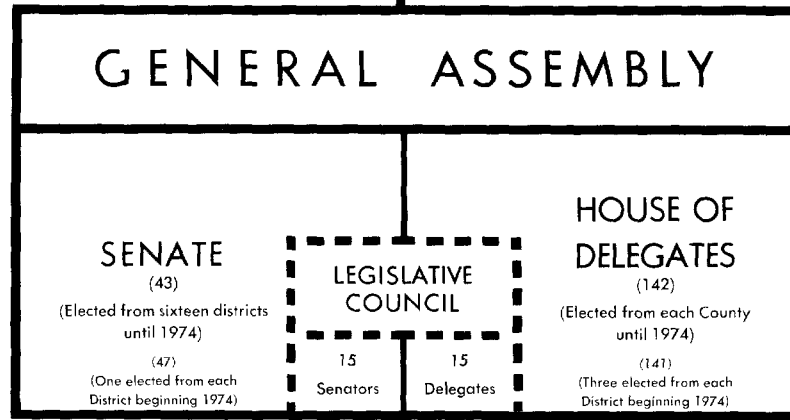 GENERAL ASSEMBLY
SENATE
(43)
(Elected from sixteen districts
until 1974)
(47)
(One elected from each
District beginning 1974)
LEGISLATIVE
COUNCIL
15
Senators
15
Delegates
HOUSE OF
DELEGATES
(142)
(Elected from each County
until 1974)
(141)
(Three elected from each
District beginning 1974)